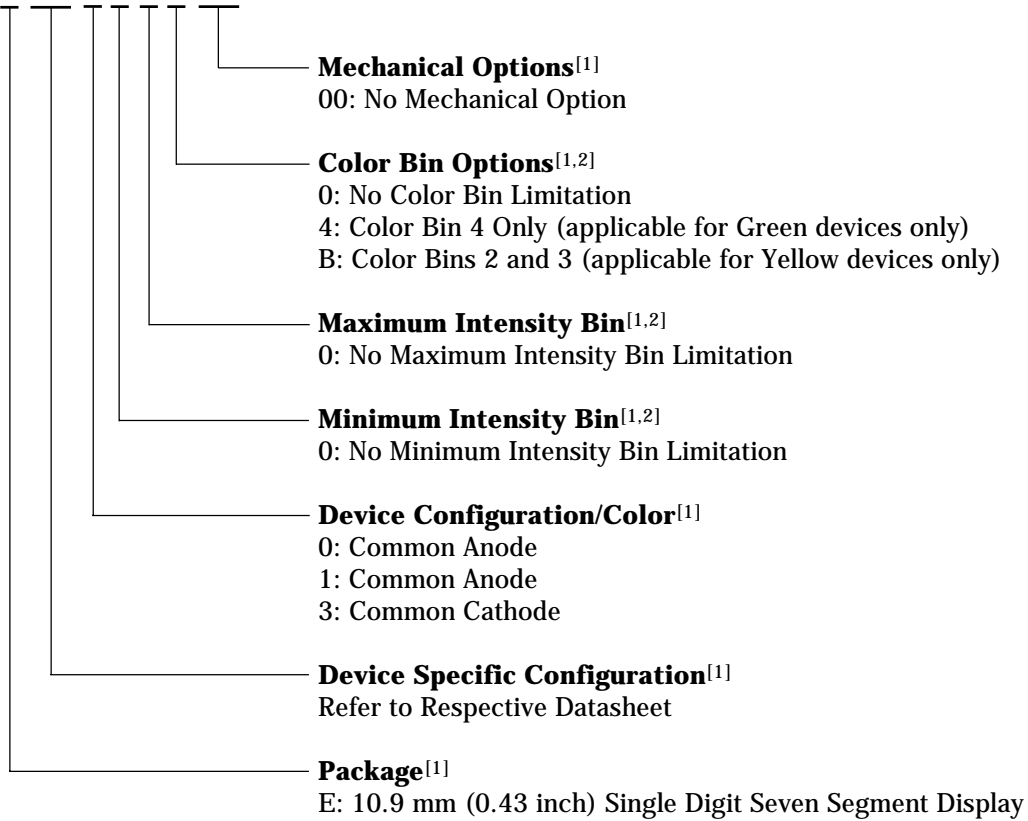 Mechanical Options[1]
00: No Mechanical Option
Color Bin Options[1,2]
0: No Color Bin Limitation
4: Color Bin 4 Only (applicable for Green devices only)
B: Color Bins 2 and 3 (applicable for Yellow devices only)
Maximum Intensity Bin[1,2]
0: No Maximum Intensity Bin Limitation
Minimum Intensity Bin[1,2]
0: No Minimum Intensity Bin Limitation
Device Configuration/Color[1]
0: Common Anode
1: Common Anode
3: Common Cathode
Device Specific Configuration[1]
Refer to Respective Datasheet
Package[1]
E: 10.9 mm (0.43 inch) Single Digit Seven Segment Display